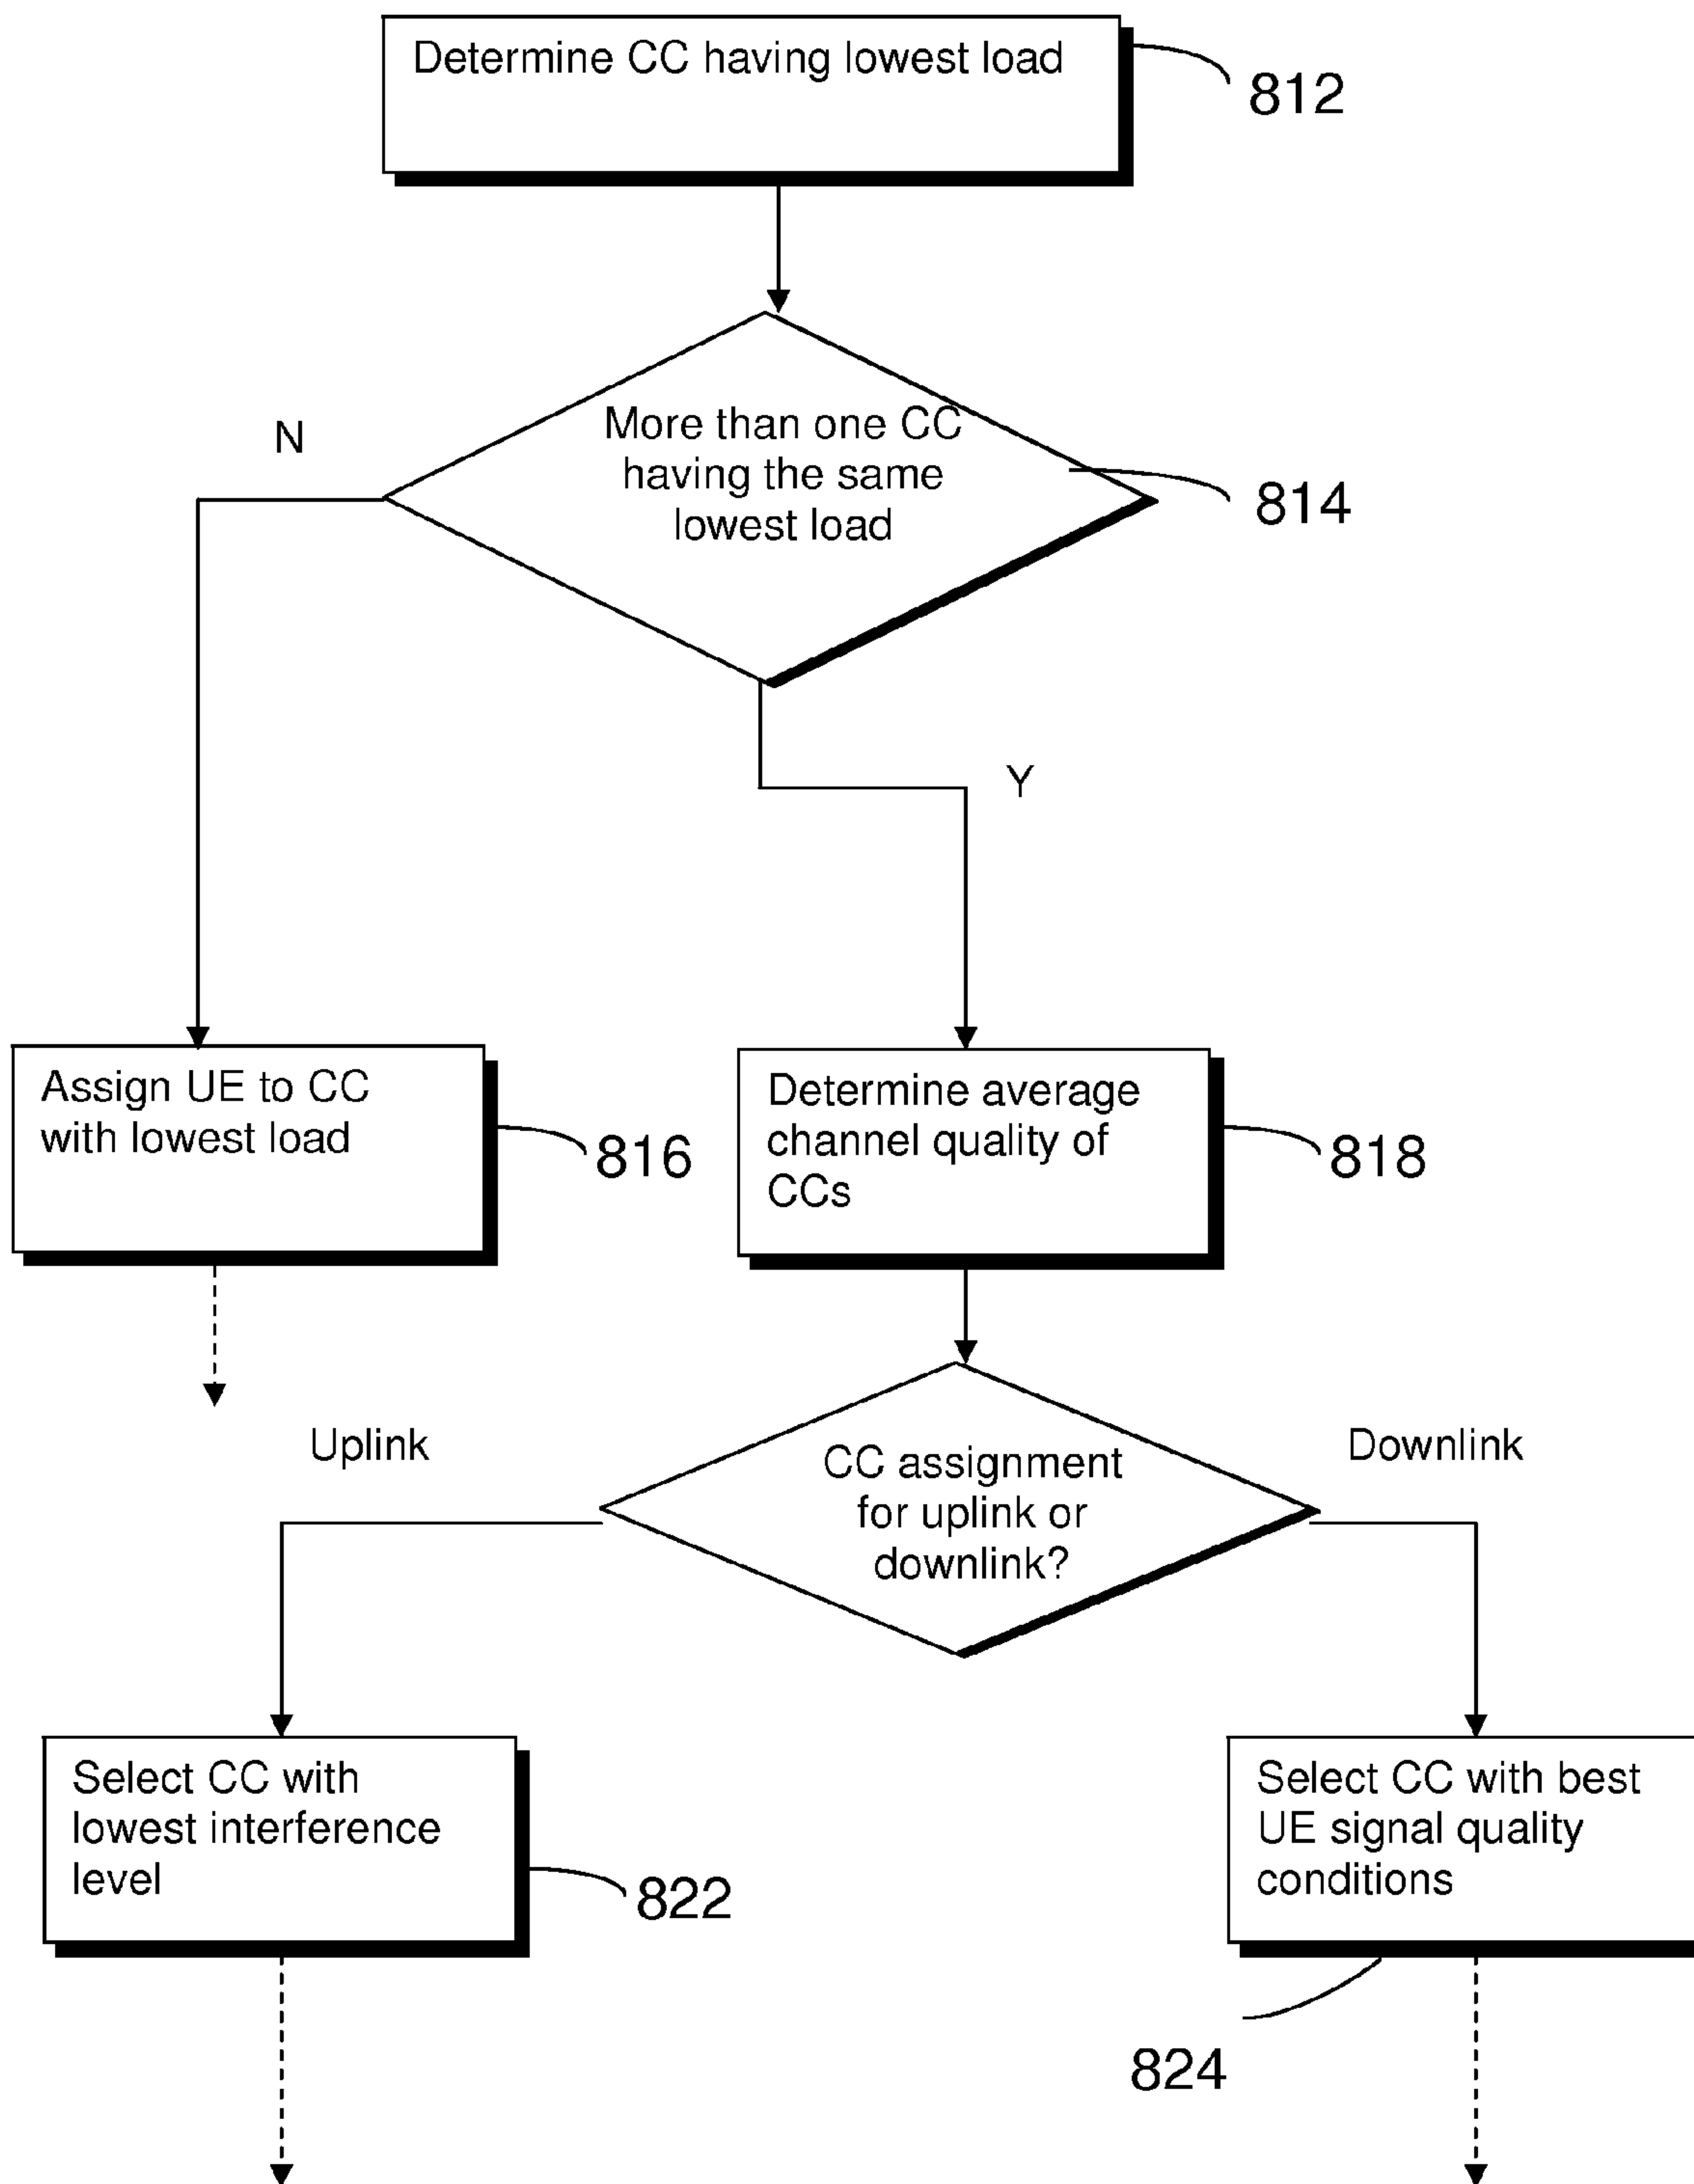 Determine CC having lowest load
812
More than one CC
having the same
lowest load
N
814
Y
Assign UE to CC
with lowest load
816
Determine average
channel quality of
CCs
818
Uplink
CC assignment
for uplink or
downlink?
Downlink
Select CC with
lowest interference
level
822
Select CC with best
UE signal quality
conditions
824